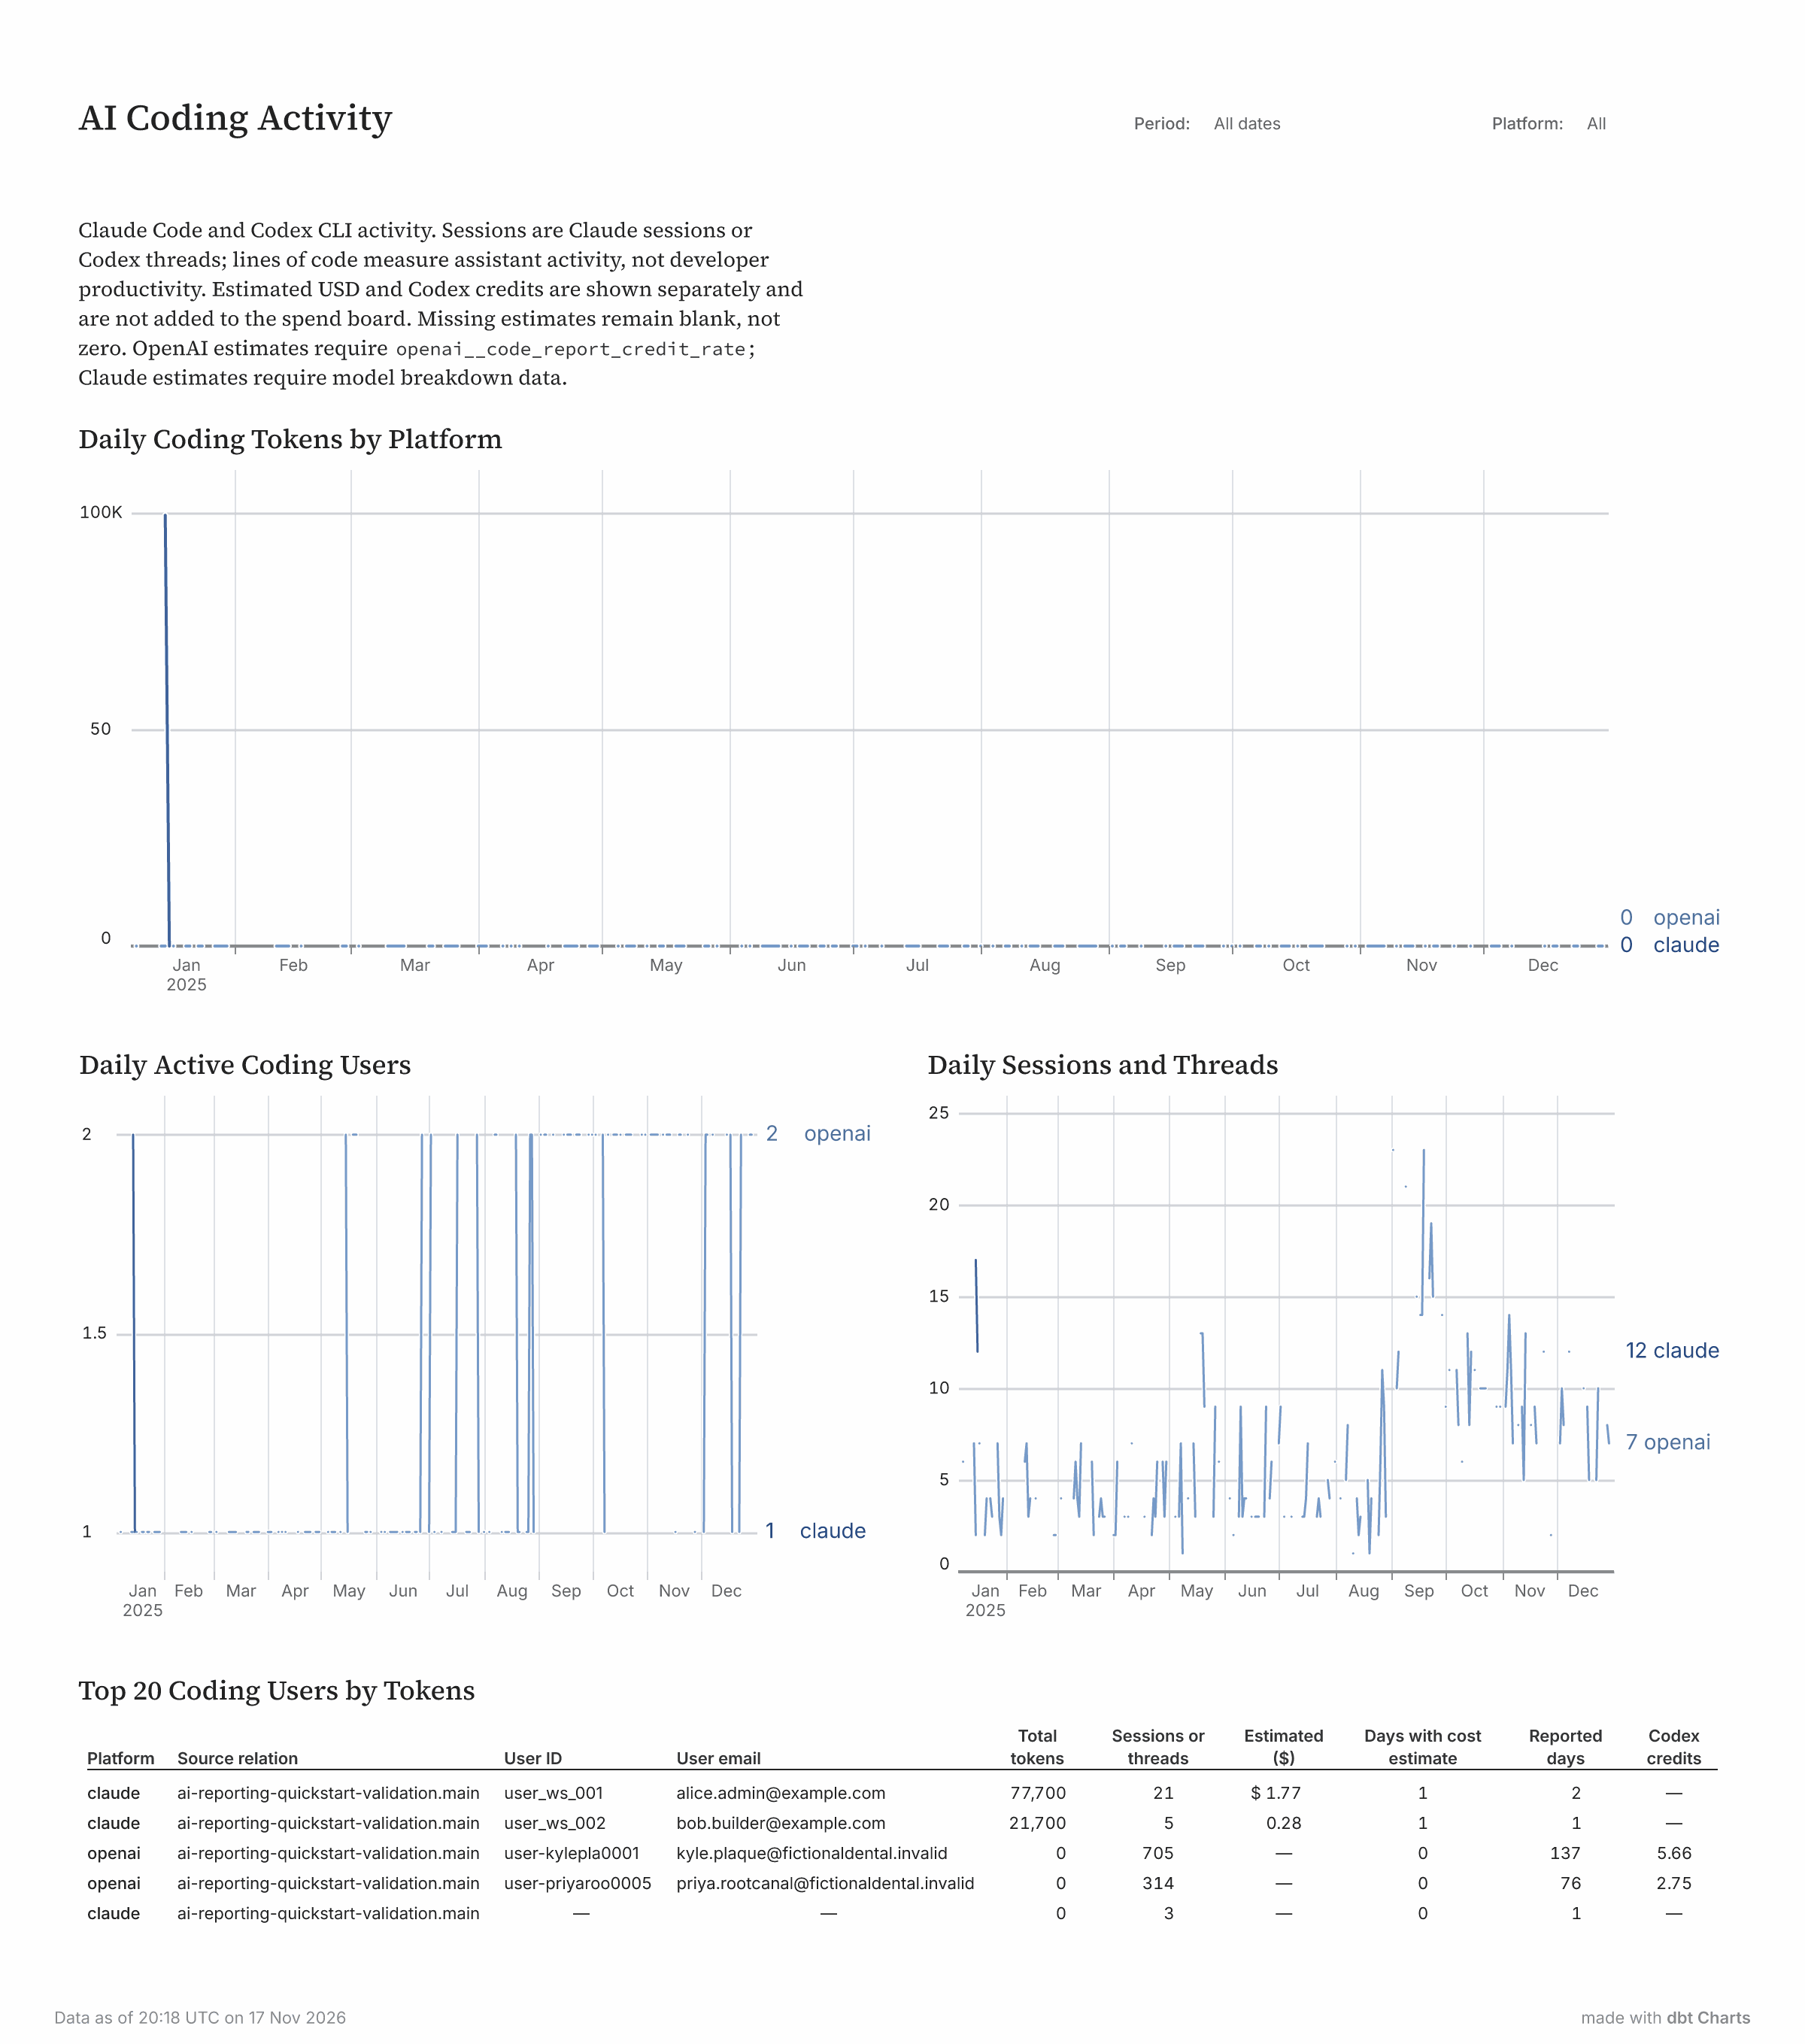 AI Coding Activity
Period: All dates
Platform: All
Claude Code and Codex CLI activity. Sessions are Claude sessions or
Codex threads; lines of code measure assistant activity, not developer
productivity. Estimated USD and Codex credits are shown separately and
are not added to the spend board. Missing estimates remain blank, not
zero. OpenAI estimates require openai__code_report_credit_rate;
Claude estimates require model breakdown data.
Daily Coding Tokens by Platform
100K
50
0
0 openai
0 claude
Jan Feb Mar Apr May Jun Jul Aug Sep Oct Nov Dec
2025
Daily Active Coding Users
2
1.5
1
2 openai
1 claude
Jan Feb Mar Apr May Jun Jul Aug Sep Oct Nov Dec
2025
Daily Sessions and Threads
25
20
15
10
5
0
12 claude
7 openai
Jan Feb Mar Apr May Jun Jul Aug Sep Oct Nov Dec
2025
Top 20 Coding Users by Tokens
Platform Source relation User ID User email Total tokens Sessions or threads Estimated ($) Days with cost estimate Reported days Codex credits
claude ai-reporting-quickstart-validation.main user_ws_001 alice.admin@example.com 77,700 21 $ 1.77 1 2 —
claude ai-reporting-quickstart-validation.main user_ws_002 bob.builder@example.com 21,700 5 0.28 1 1 —
openai ai-reporting-quickstart-validation.main user-kylepla0001 kyle.plaque@fictionaldental.invalid 0 705 — 0 137 5.66
openai ai-reporting-quickstart-validation.main user-priyaroo0005 priya.rootcanal@fictionaldental.invalid 0 314 — 0 76 2.75
claude ai-reporting-quickstart-validation.main — — 0 3 — 0 1 —
Data as of 20:18 UTC on 17 Nov 2026
made with dbt Charts